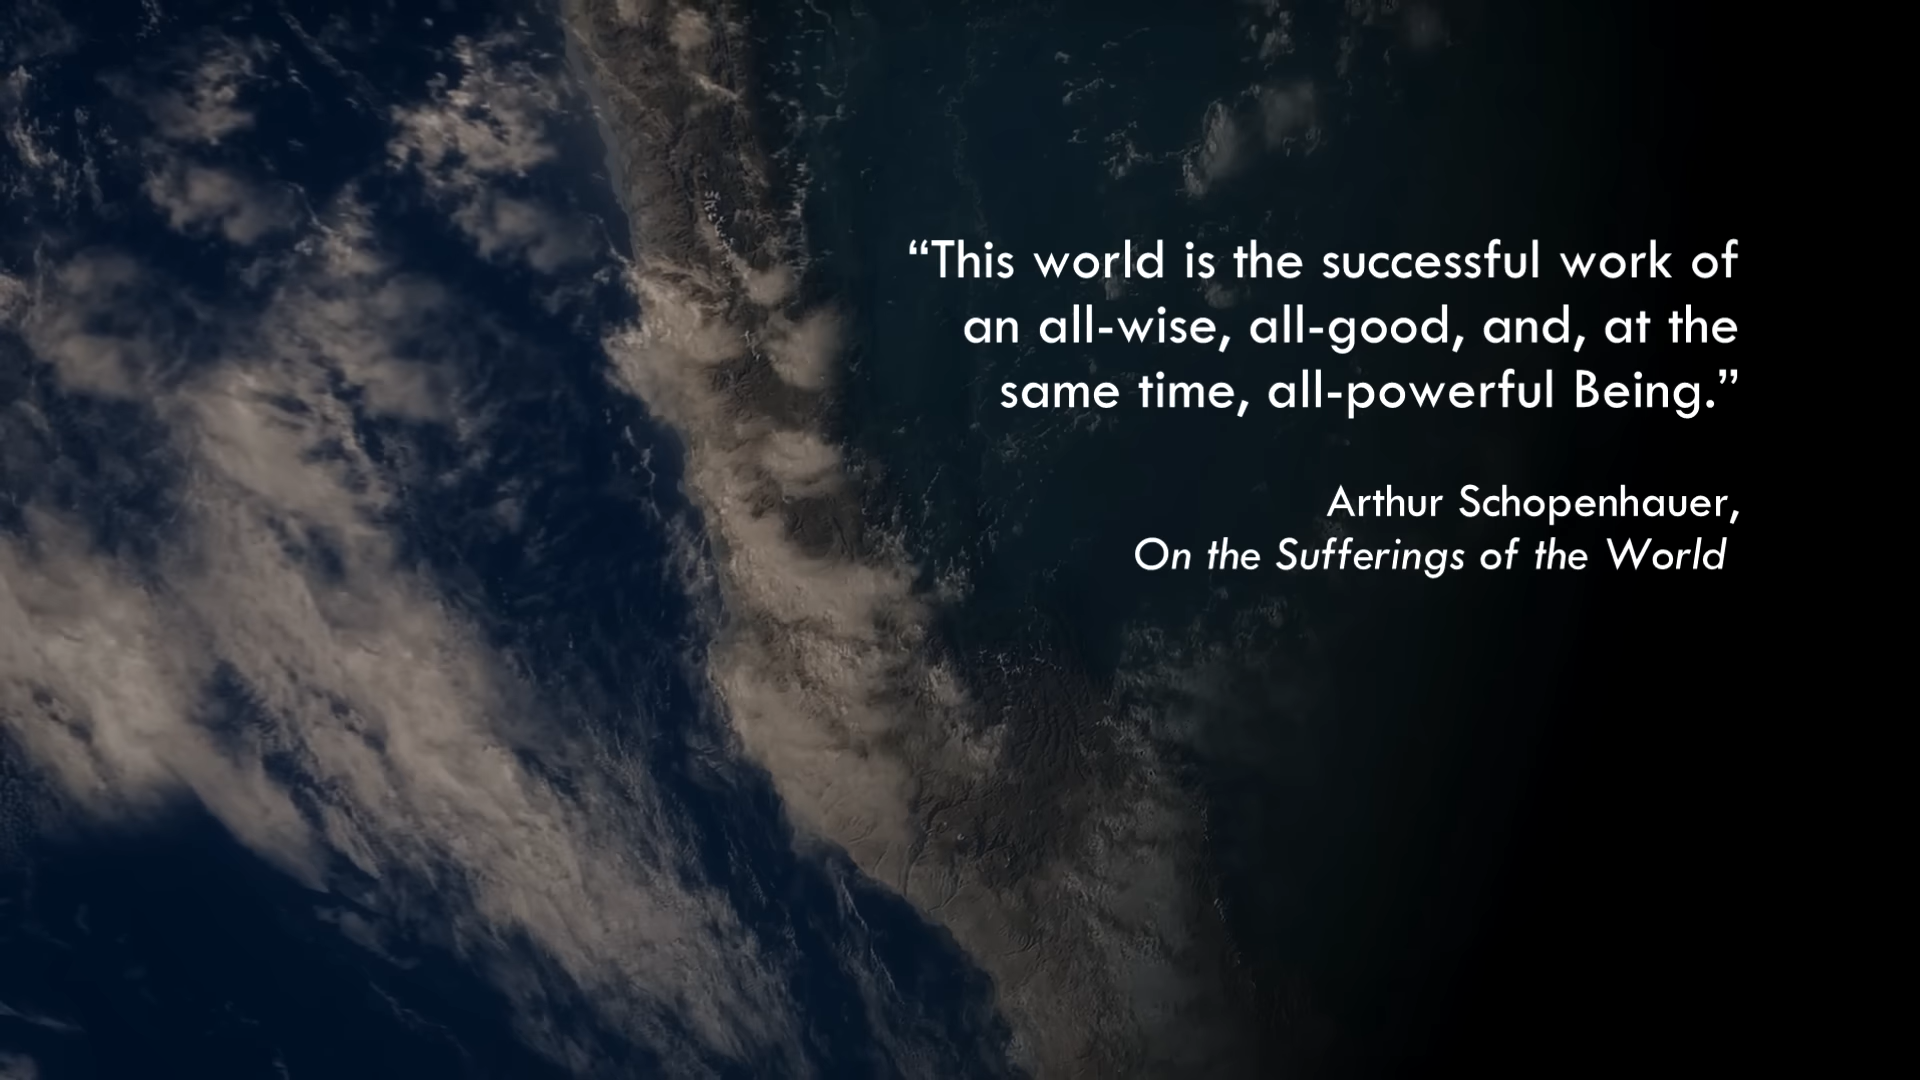 “This world is the successful work of
an all-wise, all-good, and, at the
same time, all-powerful Being.”
Arthur Schopenhauer,
On the Sufferings of the World